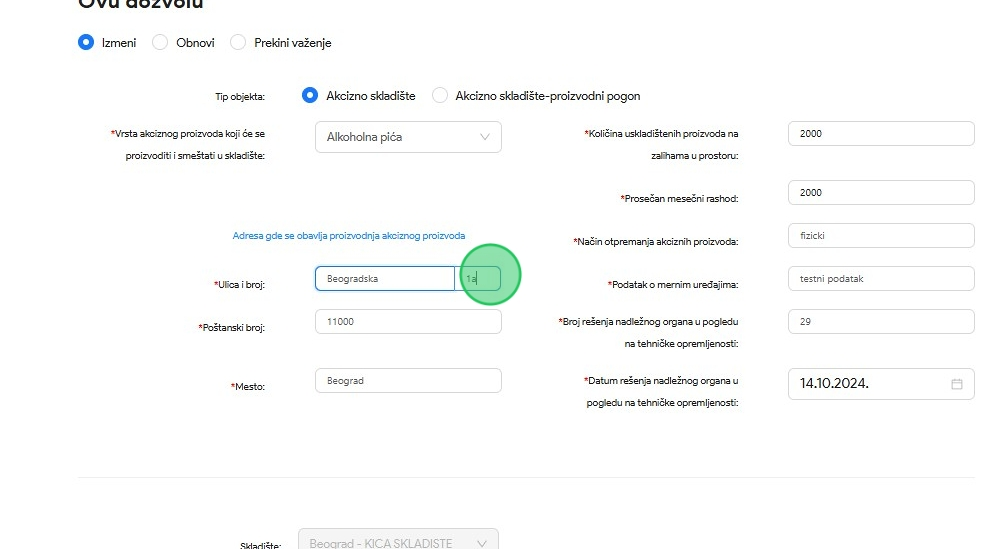 Ovu dozvolu
Izmeni Obnovi Prekini važenje
Tip objekta: Akcizno skladište Akcizno skladište-proizvodni pogon
*Vrsta akciznog proizvoda koji će se
proizvoditi i smeštati u skladište:
Alkoholna pića
*Količina uskladištenih proizvoda na
zalihama u prostoru:
2000
*Prosečan mesečni rashod:
2000
Adresa gde se obavlja proizvodnja akciznog proizvoda
*Način otpremanja akciznih proizvoda:
fizicki
*Ulica i broj:
Beogradska
1a
*Podatak o mernim uređajima:
testni podatak
*Poštanski broj:
11000
*Broj rešenja nadležnog organa u pogledu
na tehničke opremljenosti:
29
*Mesto:
Beograd
*Datum rešenja nadležnog organa u
pogledu na tehničke opremljenosti:
14.10.2024.
Skladište:
Beograd - KICA SKLADISTE